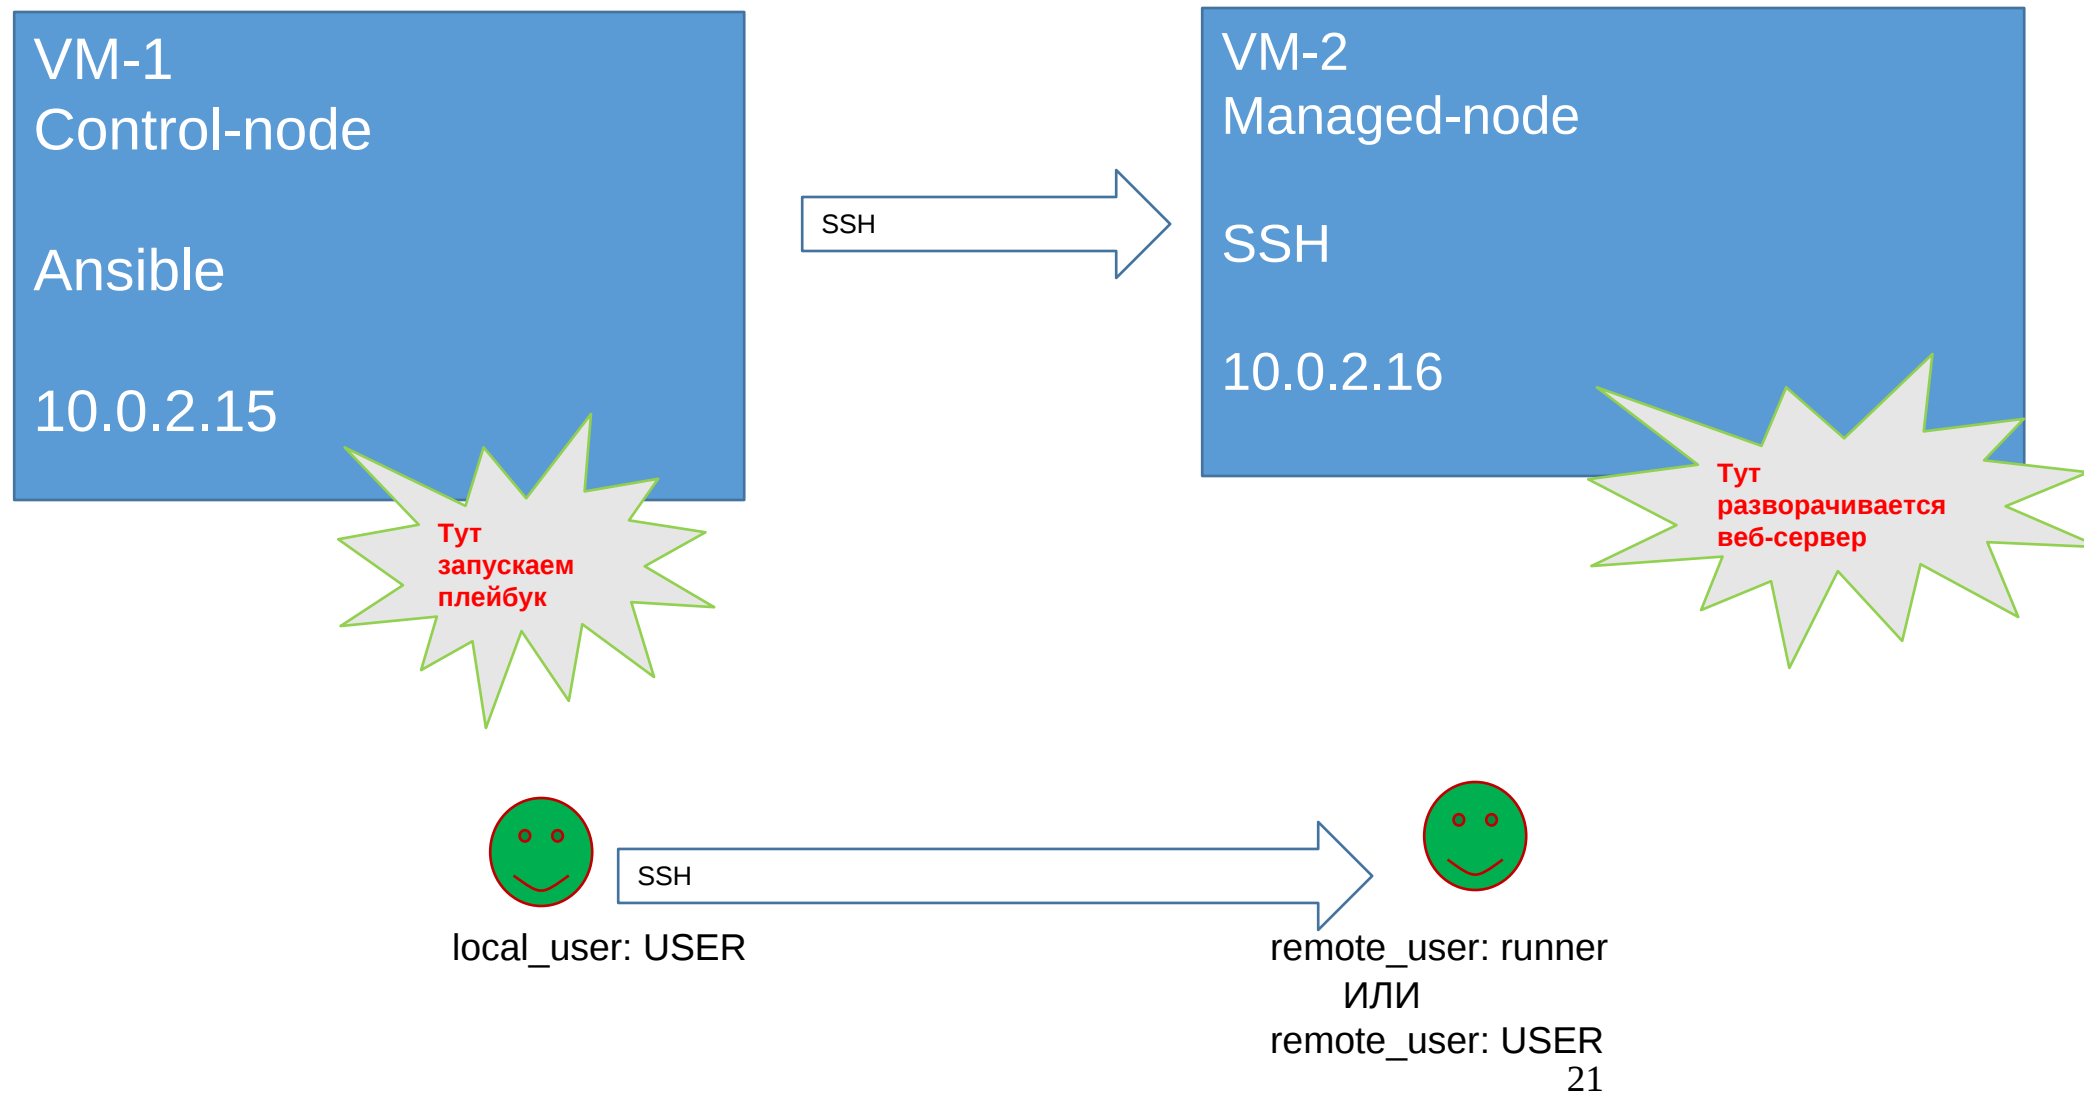 VM-1
Control-node
Ansible
10.0.2.15
Тут
запускаем
плейбук
SSH
VM-2
Managed-node
SSH
10.0.2.16
Тут
разворачивается
веб-сервер
SSH
local_user: USER
remote_user: runner
ИЛИ
remote_user: USER
21